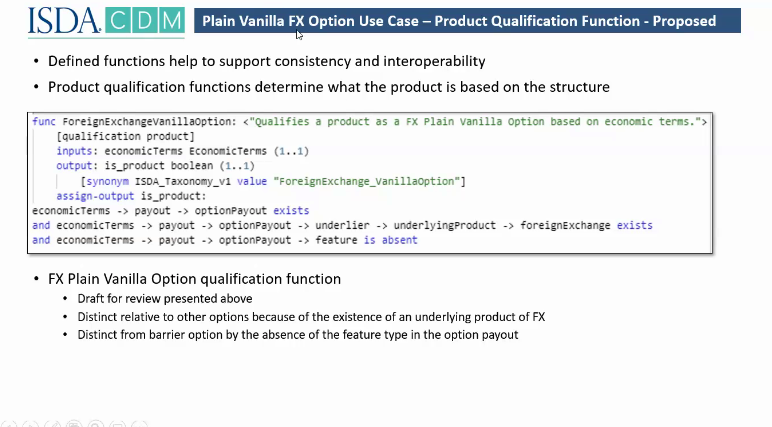 ISDA. CDM
Plain Vanilla FX Option Use Case – Product Qualification Function - Proposed
• Defined functions help to support consistency and interoperability
• Product qualification functions determine what the product is based on the structure
func ForeignExchangeVanillaOption: <"Qualifies a product as a FX Plain Vanilla Option based on economic terms.">
[qualification product]
inputs: economicTerms EconomicTerms (1..1)
output: is_product boolean (1..1)
[synonym ISDA_Taxonomy_v1 value "ForeignExchange_VanillaOption"]
assign-output is_product:
economicTerms -> payout -> optionPayout exists
and economicTerms -> payout -> optionPayout -> underlier -> underlyingProduct -> foreignExchange exists
and economicTerms -> payout -> optionPayout -> feature is absent
• FX Plain Vanilla Option qualification function
• Draft for review presented above
• Distinct relative to other options because of the existence of an underlying product of FX
• Distinct from barrier option by the absence of the feature type in the option payout